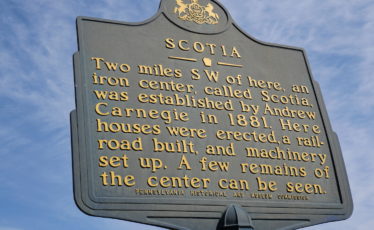 SCOTIA
Two miles SW of here, an
iron center, called Scotia,
was established by Andrew
Carnegie in 1881. Here
houses were erected, a rail-
road built, and machinery
set up. A few remains of
the center can be seen.
PENNSYLVANIA HISTORICAL AND MUSEUM COMMISSION